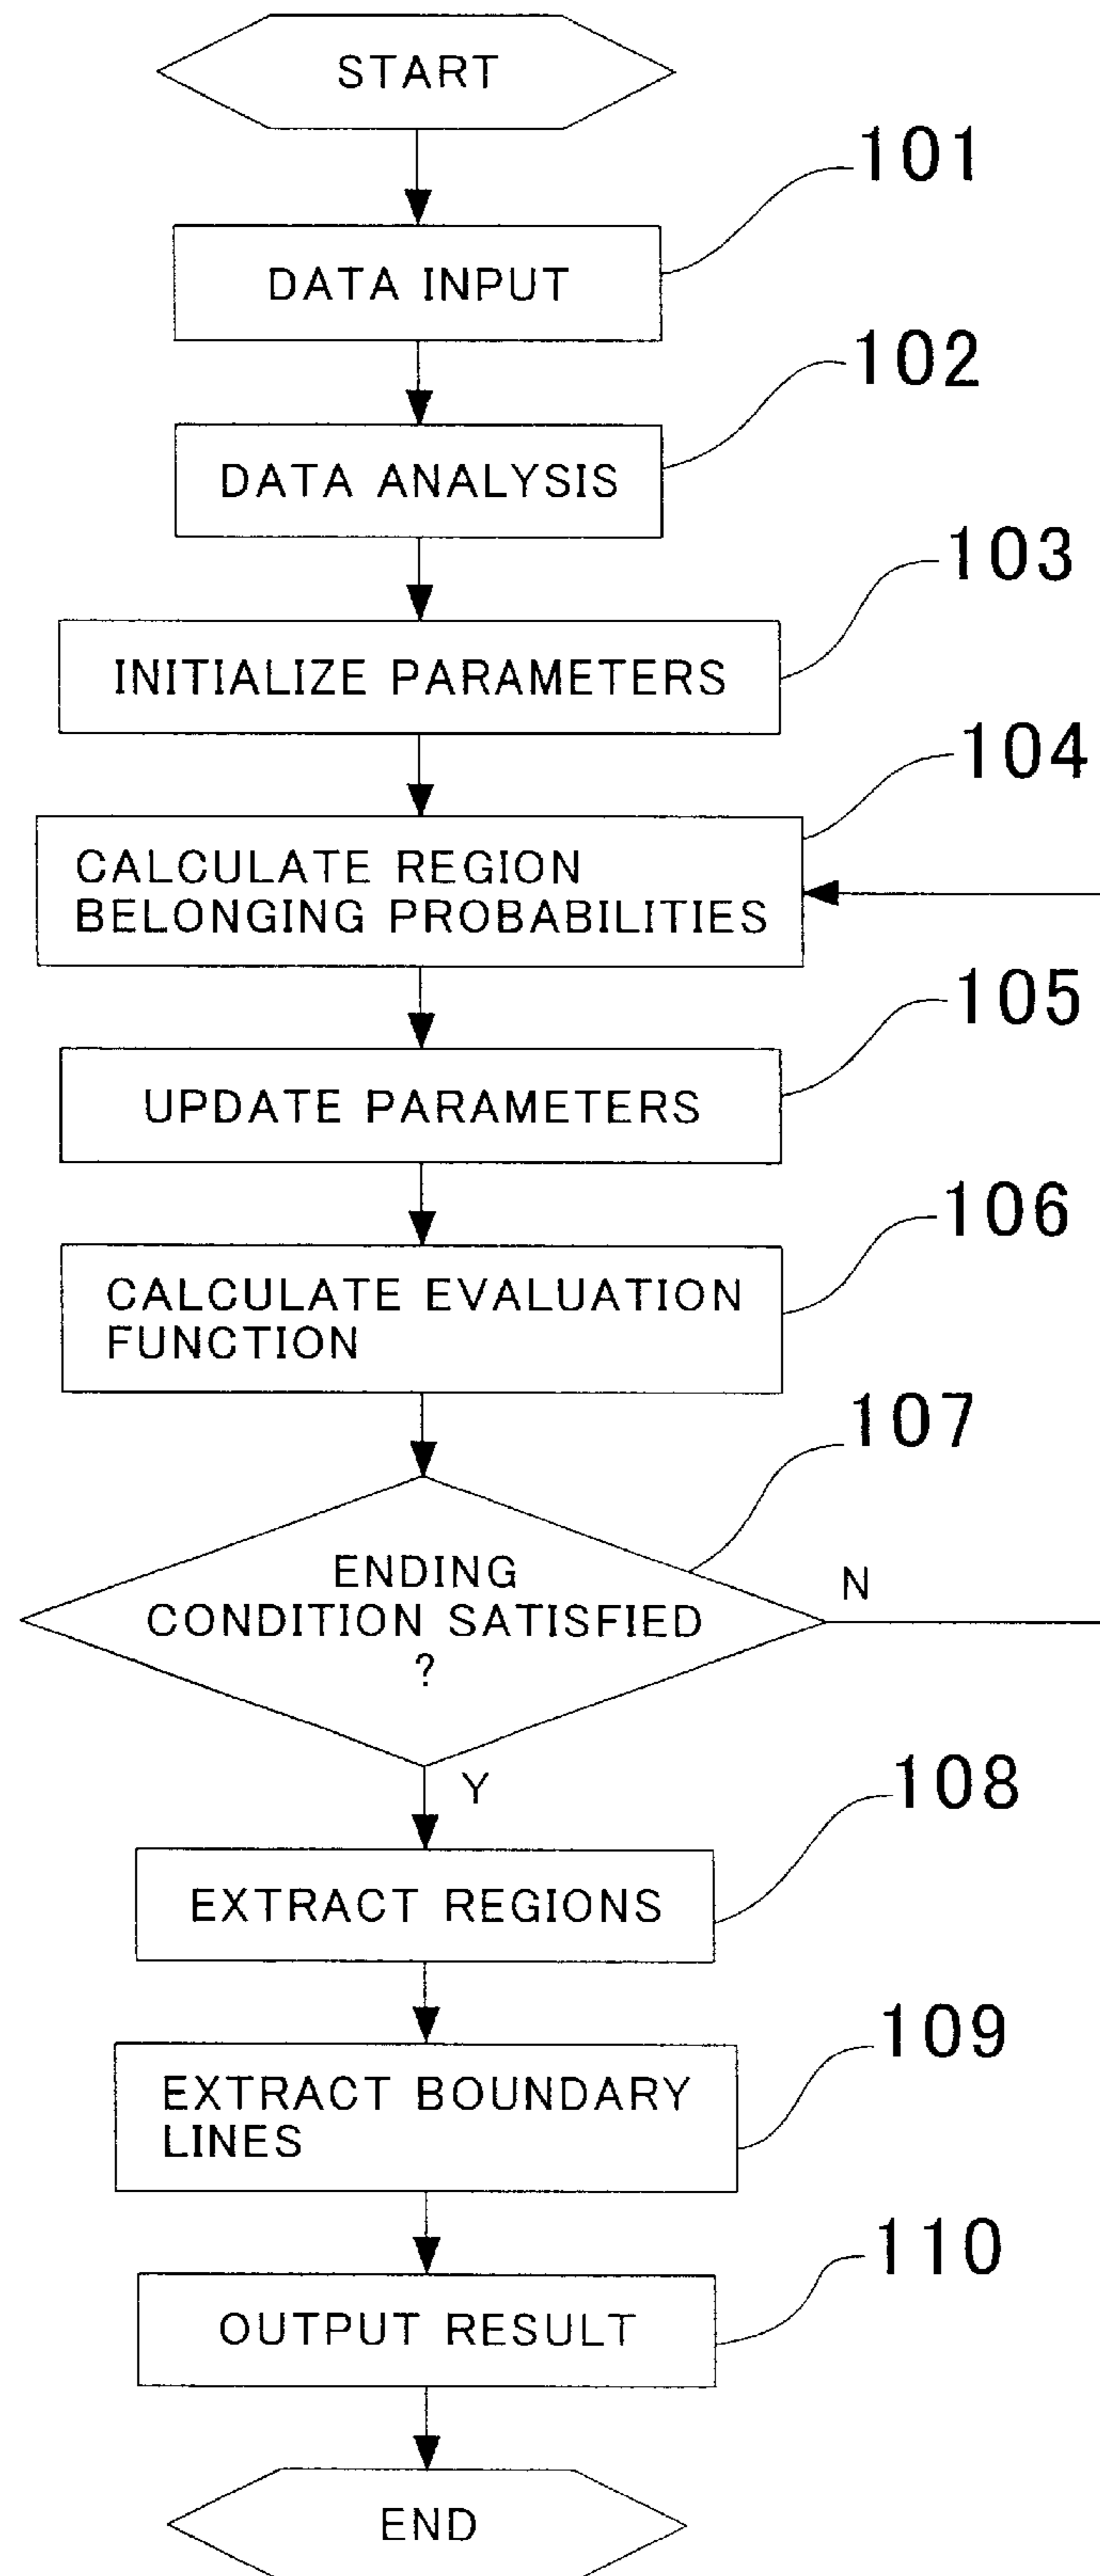 START
101
DATA INPUT
102
DATA ANALYSIS
103
INITIALIZE PARAMETERS
104
CALCULATE REGION
BELONGING PROBABILITIES
105
UPDATE PARAMETERS
106
CALCULATE EVALUATION
FUNCTION
107
ENDING
CONDITION SATISFIED
?
N
Y
108
EXTRACT REGIONS
109
EXTRACT BOUNDARY
LINES
110
OUTPUT RESULT
END